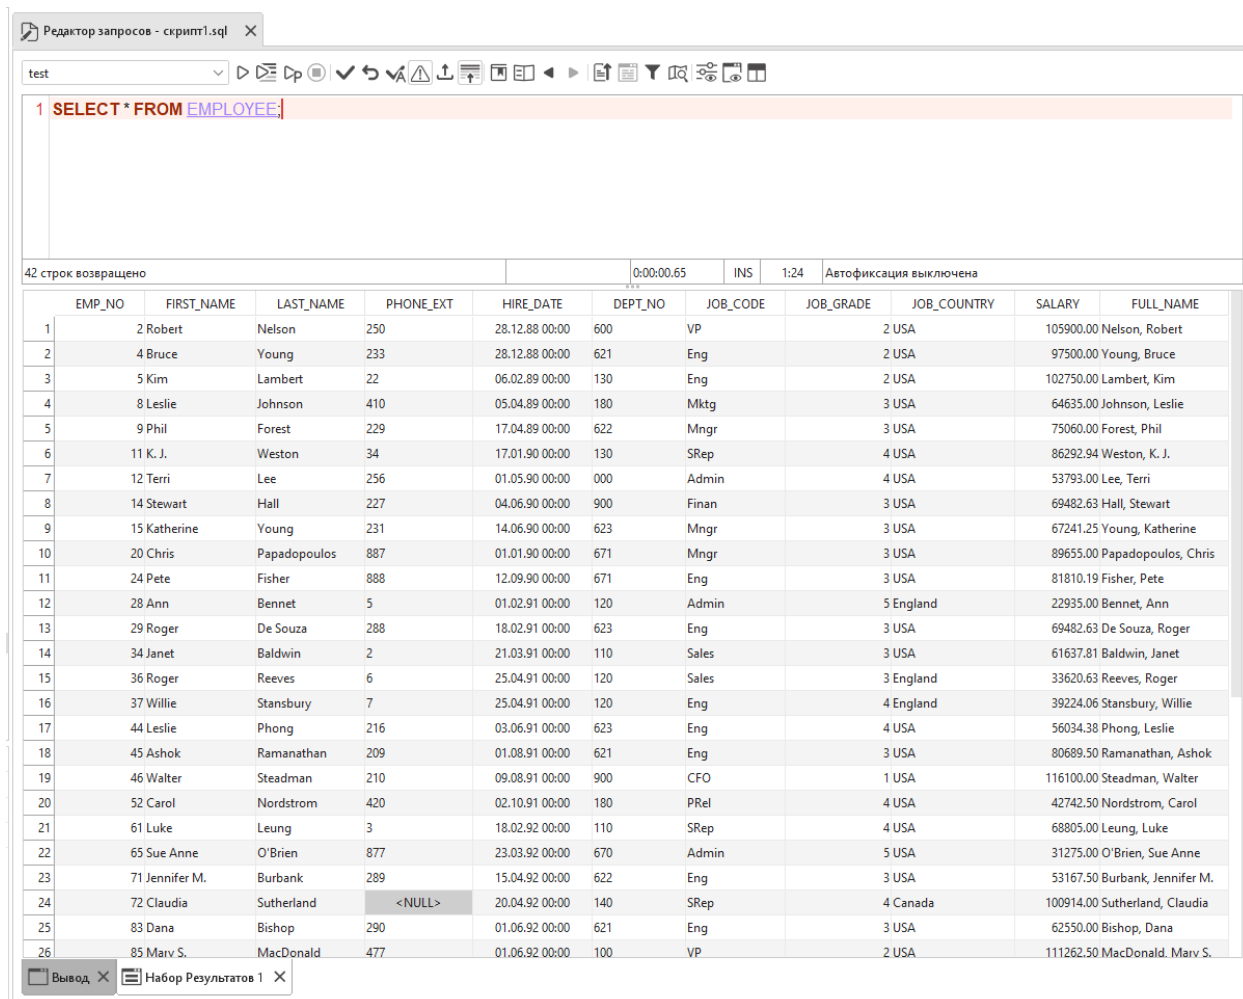 Редактор запросов - скрипт1.sql
test
1 SELECT * FROM EMPLOYEE;
42 строк возвращено 0:00:00.65 INS 1:24 Автофиксация выключена
EMP_NO FIRST_NAME LAST_NAME PHONE_EXT HIRE_DATE DEPT_NO JOB_CODE JOB_GRADE JOB_COUNTRY SALARY FULL_NAME
1 2 Robert Nelson 250 28.12.88 00:00 600 VP 2 USA 105900.00 Nelson, Robert
2 4 Bruce Young 233 28.12.88 00:00 621 Eng 2 USA 97500.00 Young, Bruce
3 5 Kim Lambert 22 06.02.89 00:00 130 Eng 2 USA 102750.00 Lambert, Kim
4 8 Leslie Johnson 410 05.04.89 00:00 180 Mktg 3 USA 64635.00 Johnson, Leslie
5 9 Phil Forest 229 17.04.89 00:00 622 Mngr 3 USA 75060.00 Forest, Phil
6 11 K. J. Weston 34 17.01.90 00:00 130 SRep 4 USA 86292.94 Weston, K. J.
7 12 Terri Lee 256 01.05.90 00:00 000 Admin 4 USA 53793.00 Lee, Terri
8 14 Stewart Hall 227 04.06.90 00:00 900 Finan 3 USA 69482.63 Hall, Stewart
9 15 Katherine Young 231 14.06.90 00:00 623 Mngr 3 USA 67241.25 Young, Katherine
10 20 Chris Papadopoulos 887 01.01.90 00:00 671 Mngr 3 USA 89655.00 Papadopoulos, Chris
11 24 Pete Fisher 888 12.09.90 00:00 671 Eng 3 USA 81810.19 Fisher, Pete
12 28 Ann Bennet 5 01.02.91 00:00 120 Admin 5 England 22935.00 Bennet, Ann
13 29 Roger De Souza 288 18.02.91 00:00 623 Eng 3 USA 69482.63 De Souza, Roger
14 34 Janet Baldwin 2 21.03.91 00:00 110 Sales 3 USA 61637.81 Baldwin, Janet
15 36 Roger Reeves 6 25.04.91 00:00 120 Sales 3 England 33620.63 Reeves, Roger
16 37 Willie Stansbury 7 25.04.91 00:00 120 Eng 4 England 39224.06 Stansbury, Willie
17 44 Leslie Phong 216 03.06.91 00:00 623 Eng 4 USA 56034.38 Phong, Leslie
18 45 Ashok Ramanathan 209 01.08.91 00:00 621 Eng 3 USA 80689.50 Ramanathan, Ashok
19 46 Walter Steadman 210 09.08.91 00:00 900 CFO 1 USA 116100.00 Steadman, Walter
20 52 Carol Nordstrom 420 02.10.91 00:00 180 PRel 4 USA 42742.50 Nordstrom, Carol
21 61 Luke Leung 3 18.02.92 00:00 110 SRep 4 USA 68805.00 Leung, Luke
22 65 Sue Anne O'Brien 877 23.03.92 00:00 670 Admin 5 USA 31275.00 O'Brien, Sue Anne
23 71 Jennifer M. Burbank 289 15.04.92 00:00 622 Eng 3 USA 53167.50 Burbank, Jennifer M.
24 72 Claudia Sutherland <NULL> 20.04.92 00:00 140 SRep 4 Canada 100914.00 Sutherland, Claudia
25 83 Dana Bishop 290 01.06.92 00:00 621 Eng 3 USA 62550.00 Bishop, Dana
26 85 Mary S. MacDonald 477 01.06.92 00:00 100 VP 2 USA 111262.50 MacDonald, Mary S.
Вывод Набор Результатов 1